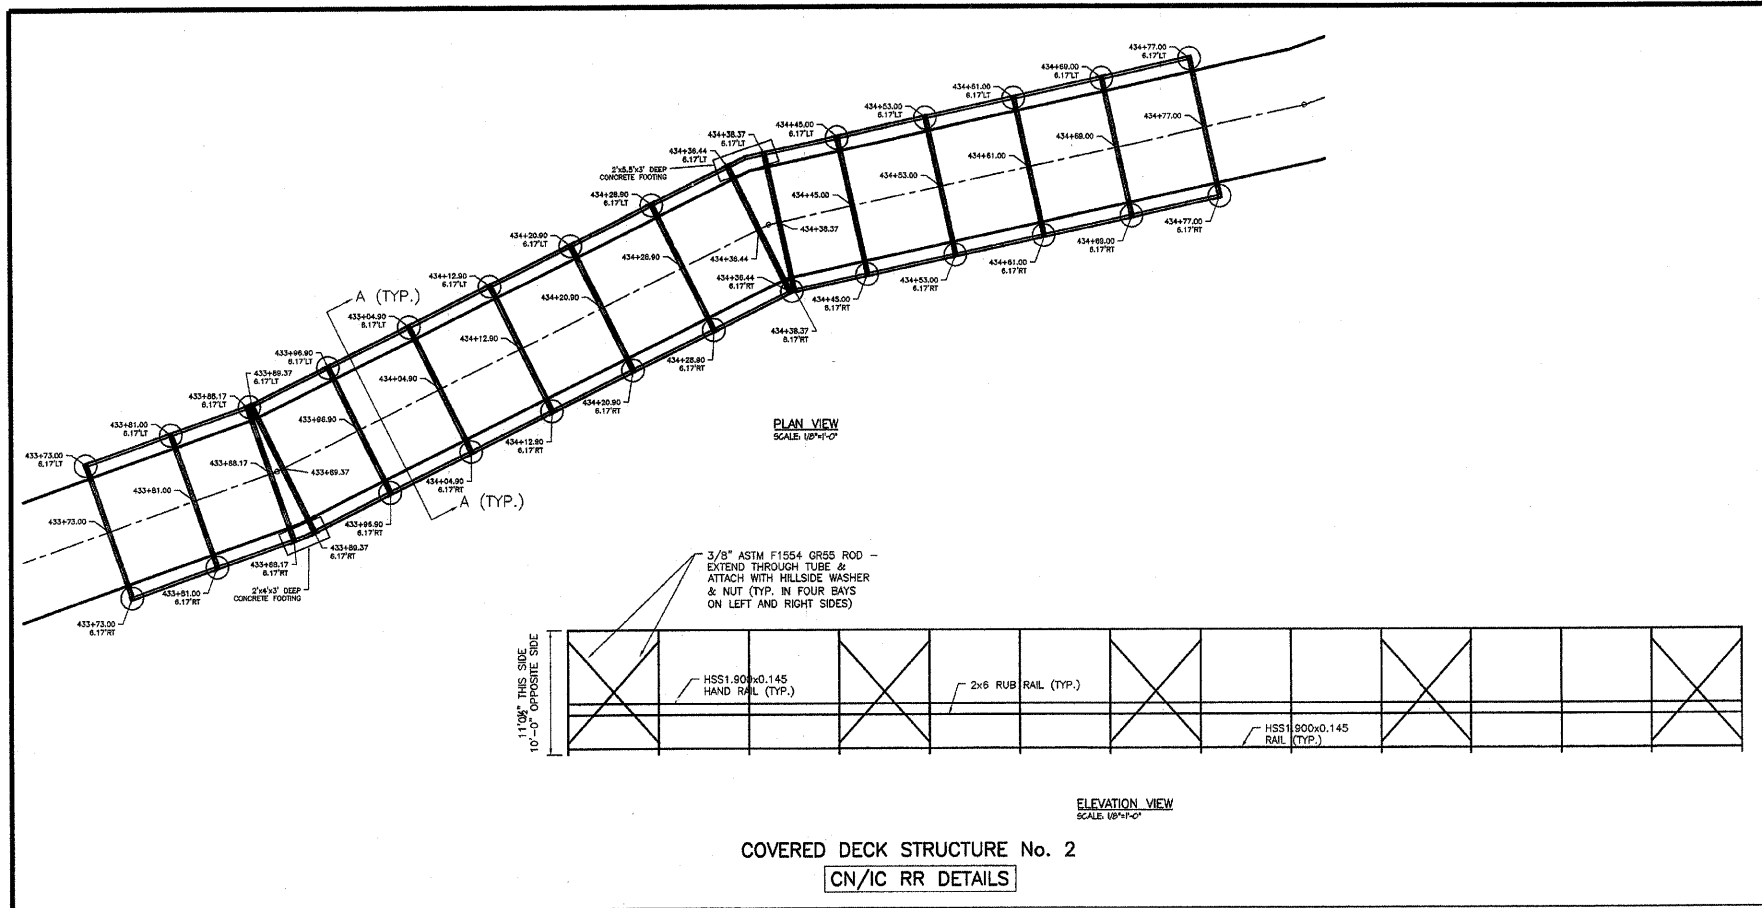 434+77.00
6.17'LT
434+69.00
6.17'LT
434+61.00
6.17'LT
434+53.00
6.17'LT
434+45.00
6.17'LT
434+38.37
6.17'LT
434+36.44
6.17'LT
2'x5.5'x3' DEEP
CONCRETE FOOTING
434+28.90
6.17'LT
434+20.90
6.17'LT
434+12.90
6.17'LT
433+04.90
6.17'LT
433+96.90
6.17'LT
433+89.37
6.17'LT
433+88.17
6.17'LT
433+81.00
6.17'LT
433+73.00
6.17'LT
434+77.00
434+69.00
434+61.00
434+53.00
434+45.00
434+38.37
434+36.44
434+28.90
434+20.90
434+12.90
434+04.90
433+96.90
433+89.37
433+88.17
433+81.00
433+73.00
434+77.00
6.17'RT
434+69.00
6.17'RT
434+61.00
6.17'RT
434+53.00
6.17'RT
434+45.00
6.17'RT
434+38.37
6.17'RT
434+36.44
6.17'RT
434+28.90
6.17'RT
434+20.90
6.17'RT
434+12.90
6.17'RT
434+04.90
6.17'RT
433+96.90
6.17'RT
433+89.37
6.17'RT
433+88.17
6.17'RT
2'x4'x3' DEEP
CONCRETE FOOTING
433+81.00
6.17'RT
433+73.00
6.17'RT
A (TYP.)
A (TYP.)
PLAN VIEW
SCALE: 1/8"=1'-0"
3/8" ASTM F1554 GR55 ROD -
EXTEND THROUGH TUBE &
ATTACH WITH HILLSIDE WASHER
& NUT (TYP. IN FOUR BAYS
ON LEFT AND RIGHT SIDES)
11'0½" THIS SIDE
10'-0" OPPOSITE SIDE
HSS1.900x0.145
HAND RAIL (TYP.)
2x6 RUB RAIL (TYP.)
HSS1.900x0.145
RAIL (TYP.)
ELEVATION VIEW
SCALE: 1/8"=1'-0"
COVERED DECK STRUCTURE No. 2
CN/IC RR DETAILS